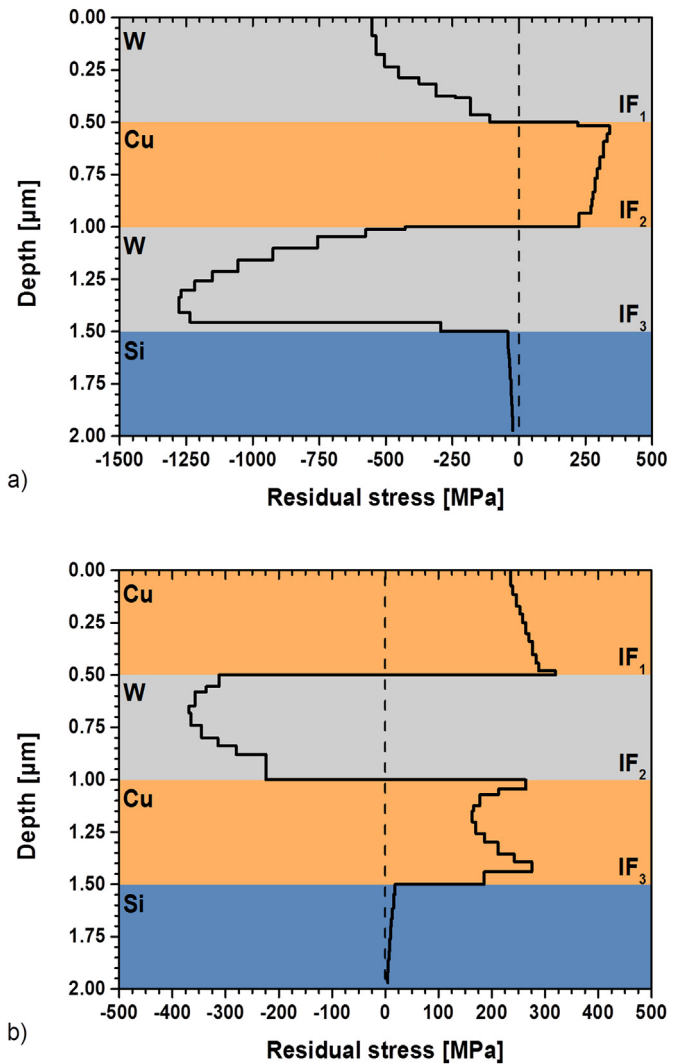 0.00
W
0.25
IF1
0.50
Cu
0.75
IF2
1.00
W
1.25
IF3
1.50
Si
1.75
2.00
-1500 -1250 -1000 -750 -500 -250 0 250 500
Depth [µm]
Residual stress [MPa]
a)
0.00
Cu
0.25
IF1
0.50
W
0.75
IF2
1.00
Cu
1.25
IF3
1.50
Si
1.75
2.00
-500 -400 -300 -200 -100 0 100 200 300 400 500
Depth [µm]
Residual stress [MPa]
b)